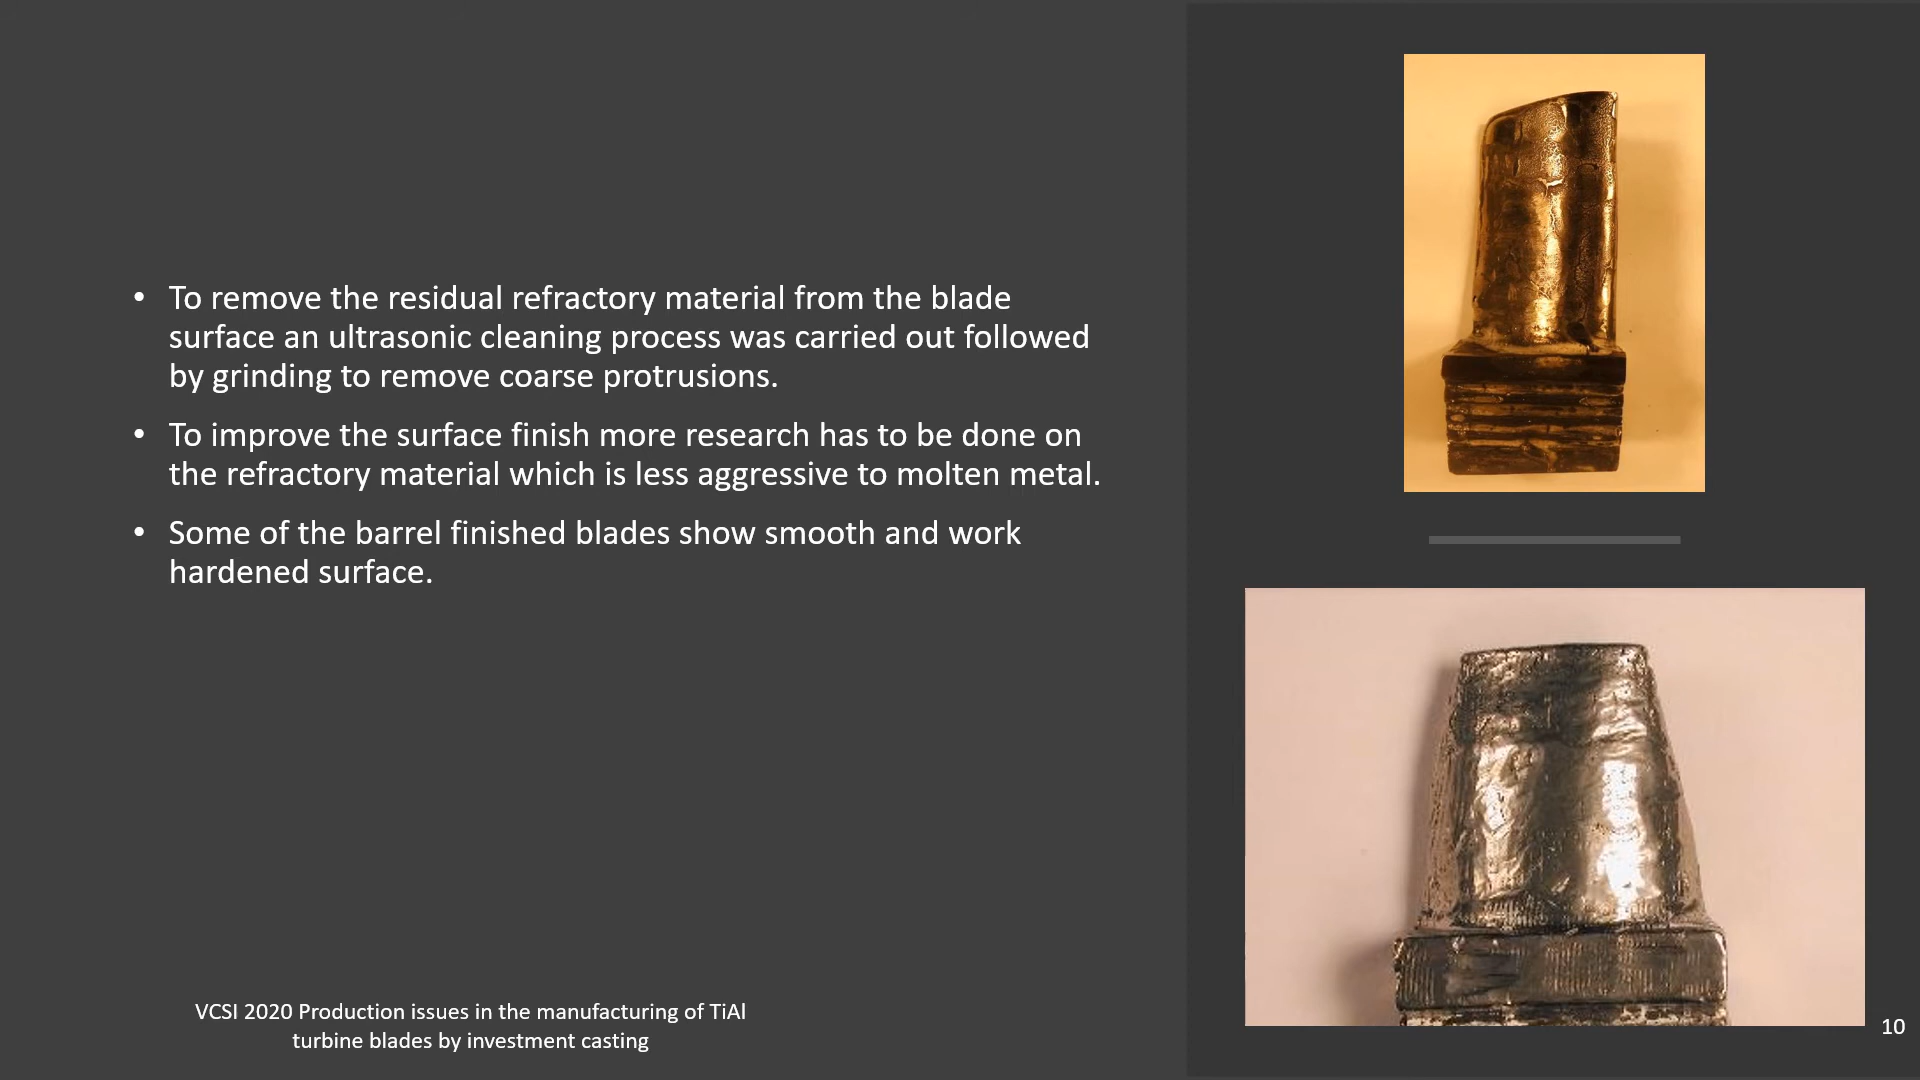 • To remove the residual refractory material from the blade
surface an ultrasonic cleaning process was carried out followed
by grinding to remove coarse protrusions.
• To improve the surface finish more research has to be done on
the refractory material which is less aggressive to molten metal.
• Some of the barrel finished blades show smooth and work
hardened surface.
VCSI 2020 Production issues in the manufacturing of TiAl
turbine blades by investment casting
10